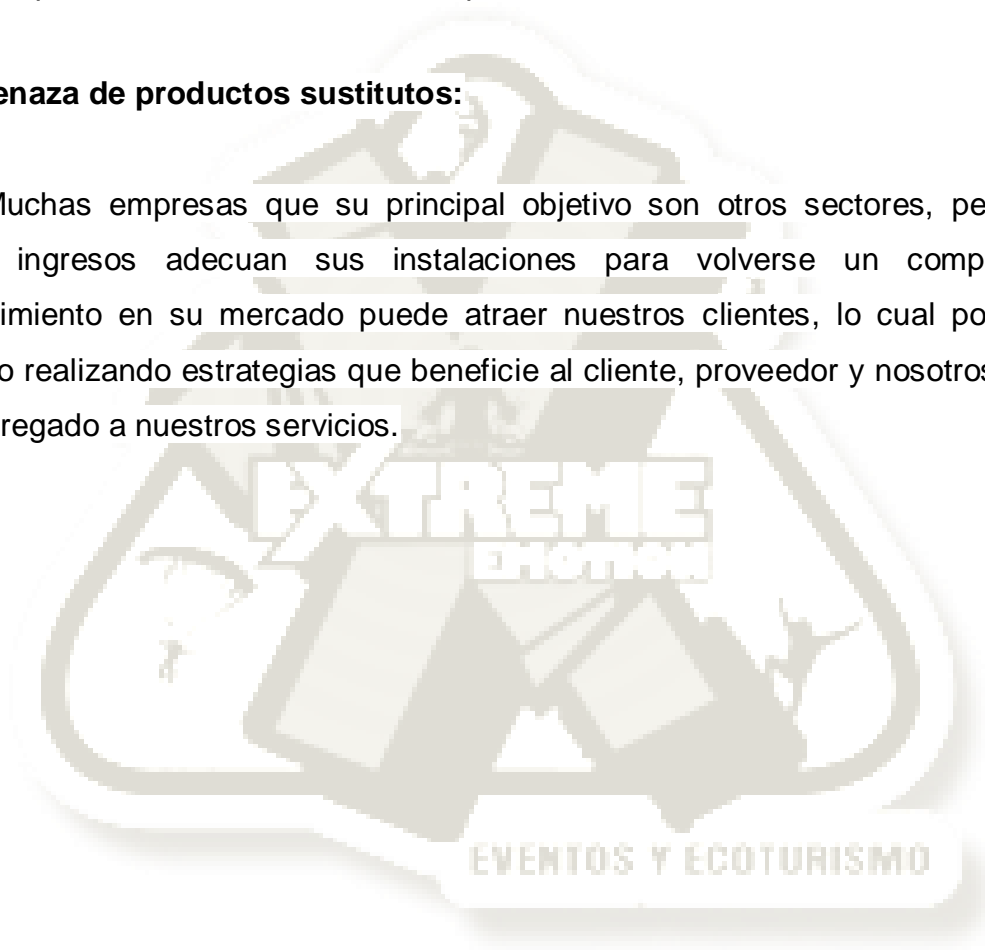 enaza de productos sustitutos:
Muchas empresas que su principal objetivo son otros sectores, pe
ingresos adecuan sus instalaciones para volverse un comp
imiento en su mercado puede atraer nuestros clientes, lo cual po
o realizando estrategias que beneficie al cliente, proveedor y nosotros
regado a nuestros servicios.
EXTREME
EMOTION
EVENTOS Y ECOTURISMO